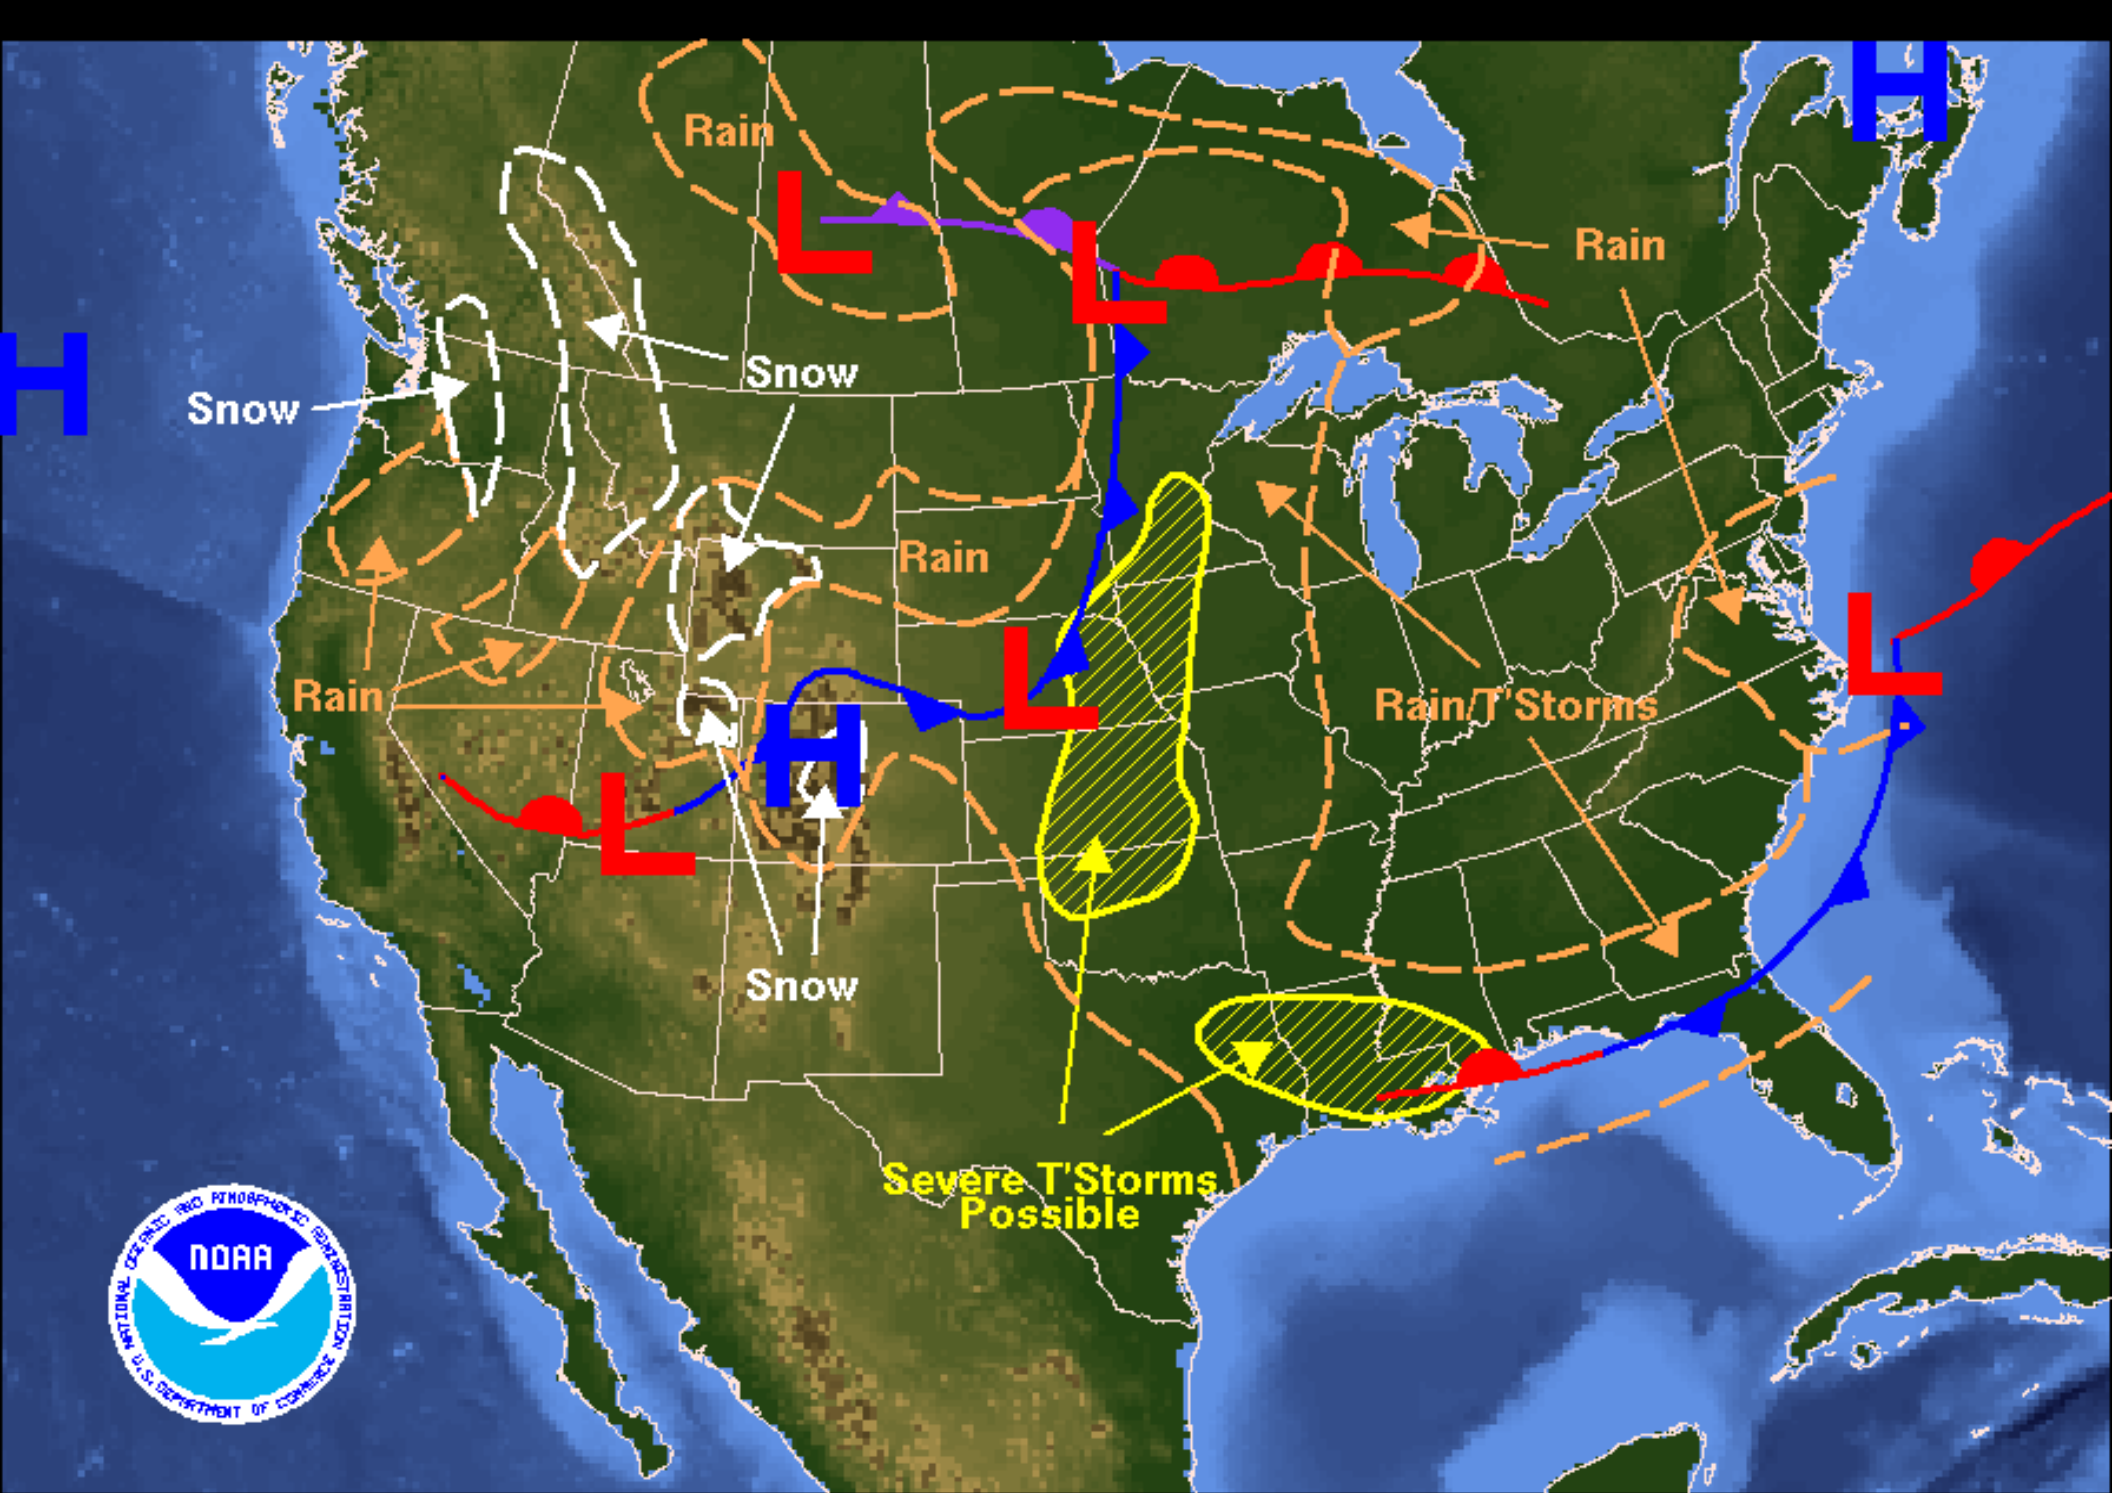 H
Rain
L
L
Rain
H
Snow
Snow
Rain
L
L
Rain
Rain/T'Storms
H
L
Snow
Severe T'Storms
Possible
NATIONAL OCEANIC AND ATMOSPHERIC ADMINISTRATION
NOAA
U.S. DEPARTMENT OF COMMERCE